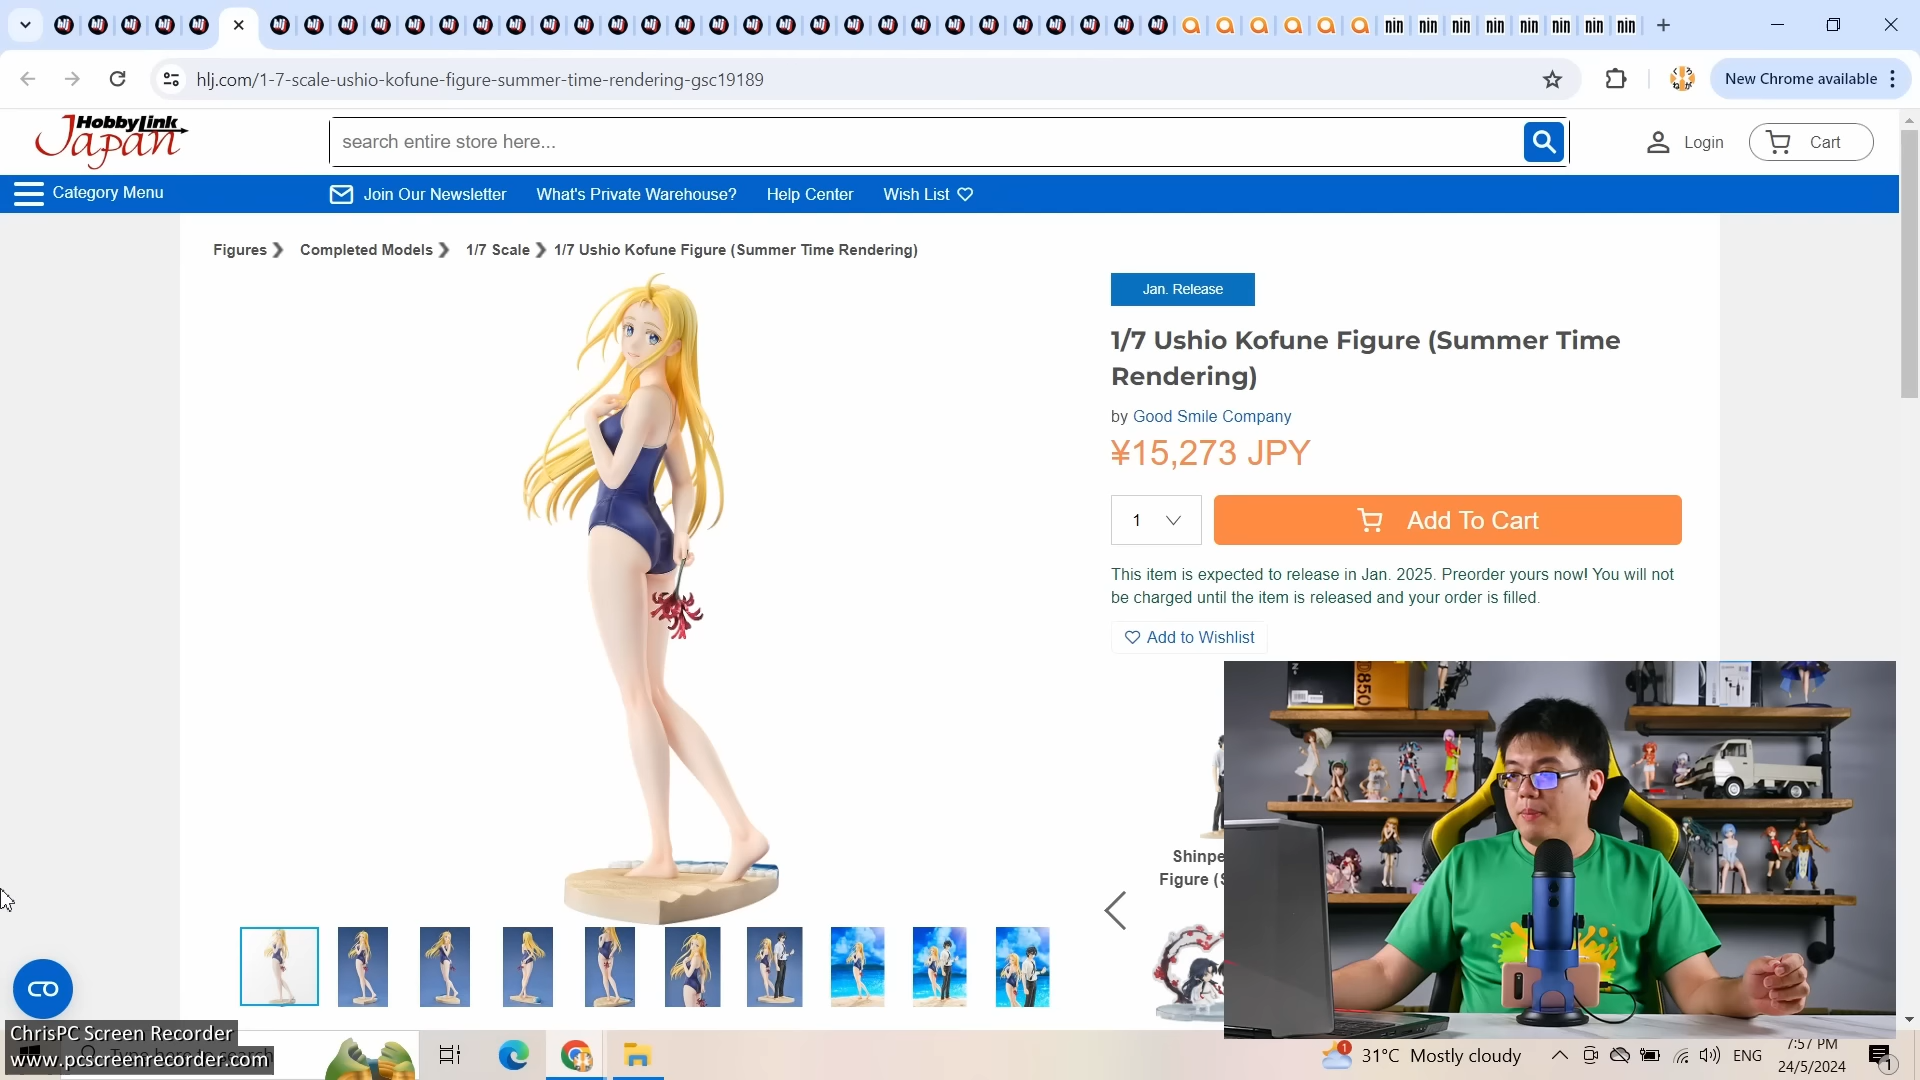 hlj.com/1-7-scale-ushio-kofune-figure-summer-time-rendering-gsc19189
New Chrome available
HobbyLink
Japan
search entire store here...
Login
Cart
Category Menu
Join Our Newsletter
What's Private Warehouse?
Help Center
Wish List
Figures
Completed Models
1/7 Scale
1/7 Ushio Kofune Figure (Summer Time Rendering)
Jan. Release
1/7 Ushio Kofune Figure (Summer Time
Rendering)
by Good Smile Company
¥15,273 JPY
1
Add To Cart
This item is expected to release in Jan. 2025. Preorder yours now! You will not
be charged until the item is released and your order is filled.
Add to Wishlist
Shinpe
Figure (S
D850
ChrisPC Screen Recorder
www.pcscreenrecorder.com
1
31°C Mostly cloudy
ENG
7:57 PM
24/5/2024
1